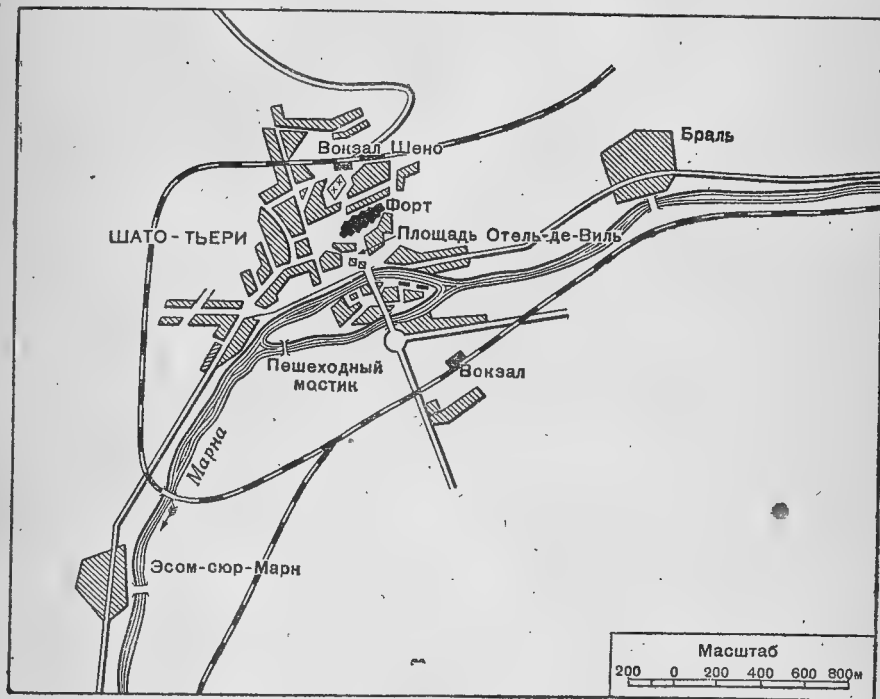 Вокзал Шено
Браль
Форт
ШАТО-ТЬЕРИ
Площадь Отель-де-Виль
Пешеходный
мостик
Вокзал
Марна
Эсом-сюр-Марн
Масштаб
200 0 200 400 600 800м